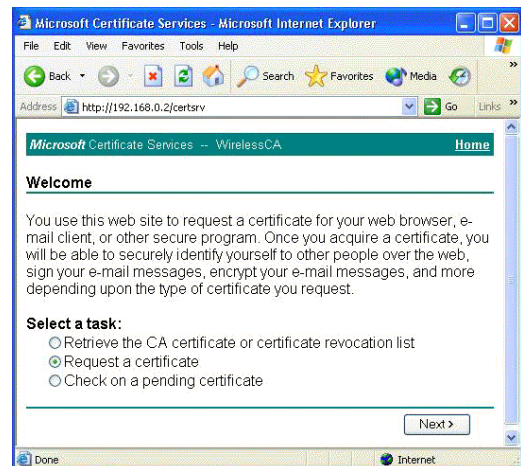 Microsoft Certificate Services - Microsoft Internet Explorer
File Edit View Favorites Tools Help
Back Search Favorites Media
Address http://192.168.0.2/certsrv Go Links
Microsoft Certificate Services -- WirelessCA Home
Welcome
You use this web site to request a certificate for your web browser, e-
mail client, or other secure program. Once you acquire a certificate, you
will be able to securely identify yourself to other people over the web,
sign your e-mail messages, encrypt your e-mail messages, and more
depending upon the type of certificate you request.
Select a task:
Retrieve the CA certificate or certificate revocation list
Request a certificate
Check on a pending certificate
Next >
Done Internet